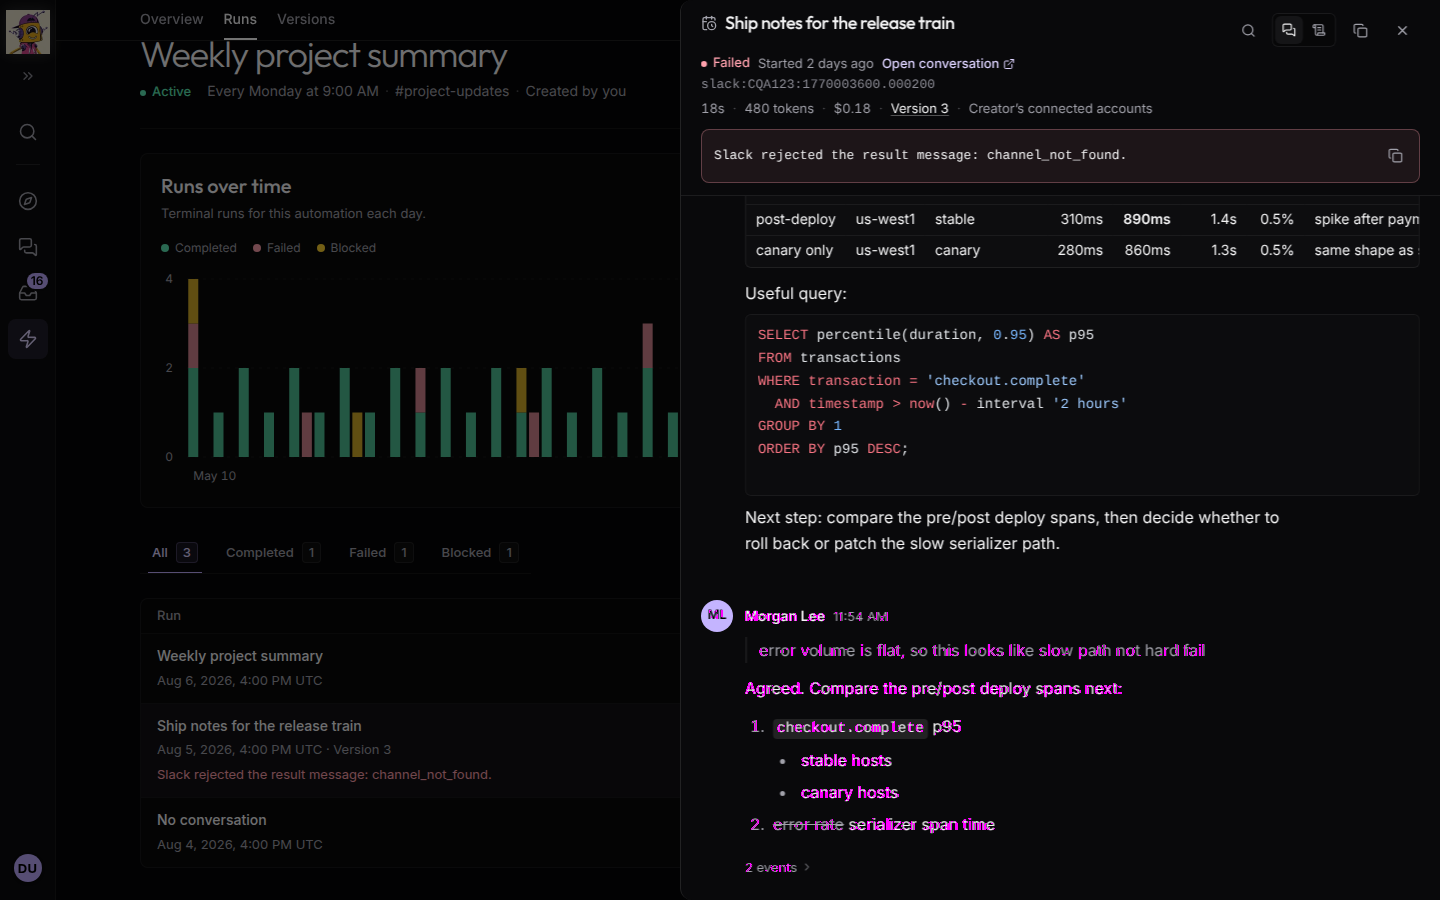 Overview Runs Versions
Weekly project summary
Active Every Monday at 9:00 AM · #project-updates · Created by you
Runs over time
Terminal runs for this automation each day.
Completed Failed Blocked
4
2
0
May 10
All 3 Completed 1 Failed 1 Blocked 1
Run
Weekly project summary
Aug 6, 2026, 4:00 PM UTC
Ship notes for the release train
Aug 5, 2026, 4:00 PM UTC · Version 3
Slack rejected the result message: channel_not_found.
No conversation
Aug 4, 2026, 4:00 PM UTC
16
DU
Ship notes for the release train
Failed Started 2 days ago Open conversation
slack:CQA123:1770003600.000200
18s · 480 tokens · $0.18 · Version 3 · Creator's connected accounts
Slack rejected the result message: channel_not_found.
post-deploy us-west1 stable 310ms 890ms 1.4s 0.5% spike after
canary only us-west1 canary 280ms 860ms 1.3s 0.5% same shape as
Useful query:
SELECT percentile(duration, 0.95) AS p95
FROM transactions
WHERE transaction = 'checkout.complete'
AND timestamp > now() - interval '2 hours'
GROUP BY 1
ORDER BY p95 DESC;
Next step: compare the pre/post deploy spans, then decide whether to
roll back or patch the slow serializer path.
ML Morgan Lee 11:54 AM
error volume is flat, so this looks like slow path not hard fail
Agreed. Compare the pre/post deploy spans next:
1. checkout.complete p95
• stable hosts
• canary hosts
2. error rate serializer span time
2 events